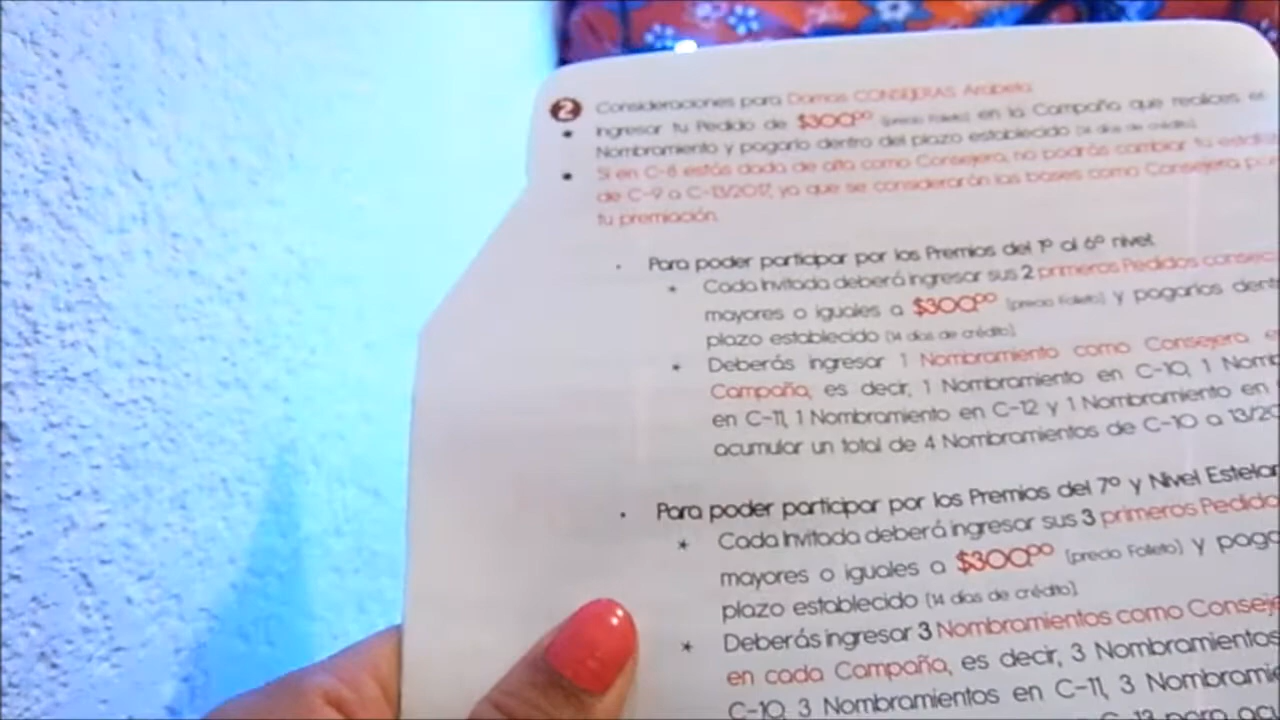 2 Consideraciones para Damas CONSEJERAS Arabela
• Ingresar tu Pedido de $300°° [precio Folleto] en la Campaña que realices el
Nombramiento y pagarlo dentro del plazo establecido [14 días de crédito].
• Si en C-8 estás dada de alta como Consejera, no podrás cambiar tu
de C-9 a C-13/2017, ya que se considerarán las bases como Consejera
tu premiación.
• Para poder participar por los Premios del 1º al 6º nivel:
* Cada Invitada deberá ingresar sus 2 primeros Pedidos
mayores o iguales a $300°° [precio Folleto] y pagarlos
plazo establecido [14 días de crédito].
* Deberás ingresar 1 Nombramiento como Consejera
Campaña, es decir, 1 Nombramiento en C-10, 1
en C-11, 1 Nombramiento en C-12 y 1 Nombramiento en
acumular un total de 4 Nombramientos de C-10 a 13/20
• Para poder participar por los Premios del 7º y Nivel Estelar
* Cada Invitada deberá ingresar sus 3 primeros
mayores o iguales a $300°° [precio Folleto] y
plazo establecido [14 días de crédito].
* Deberás ingresar 3 Nombramientos como
en cada Campaña, es decir, 3 Nombramientos
C-10, 3 Nombramientos en C-11, 3